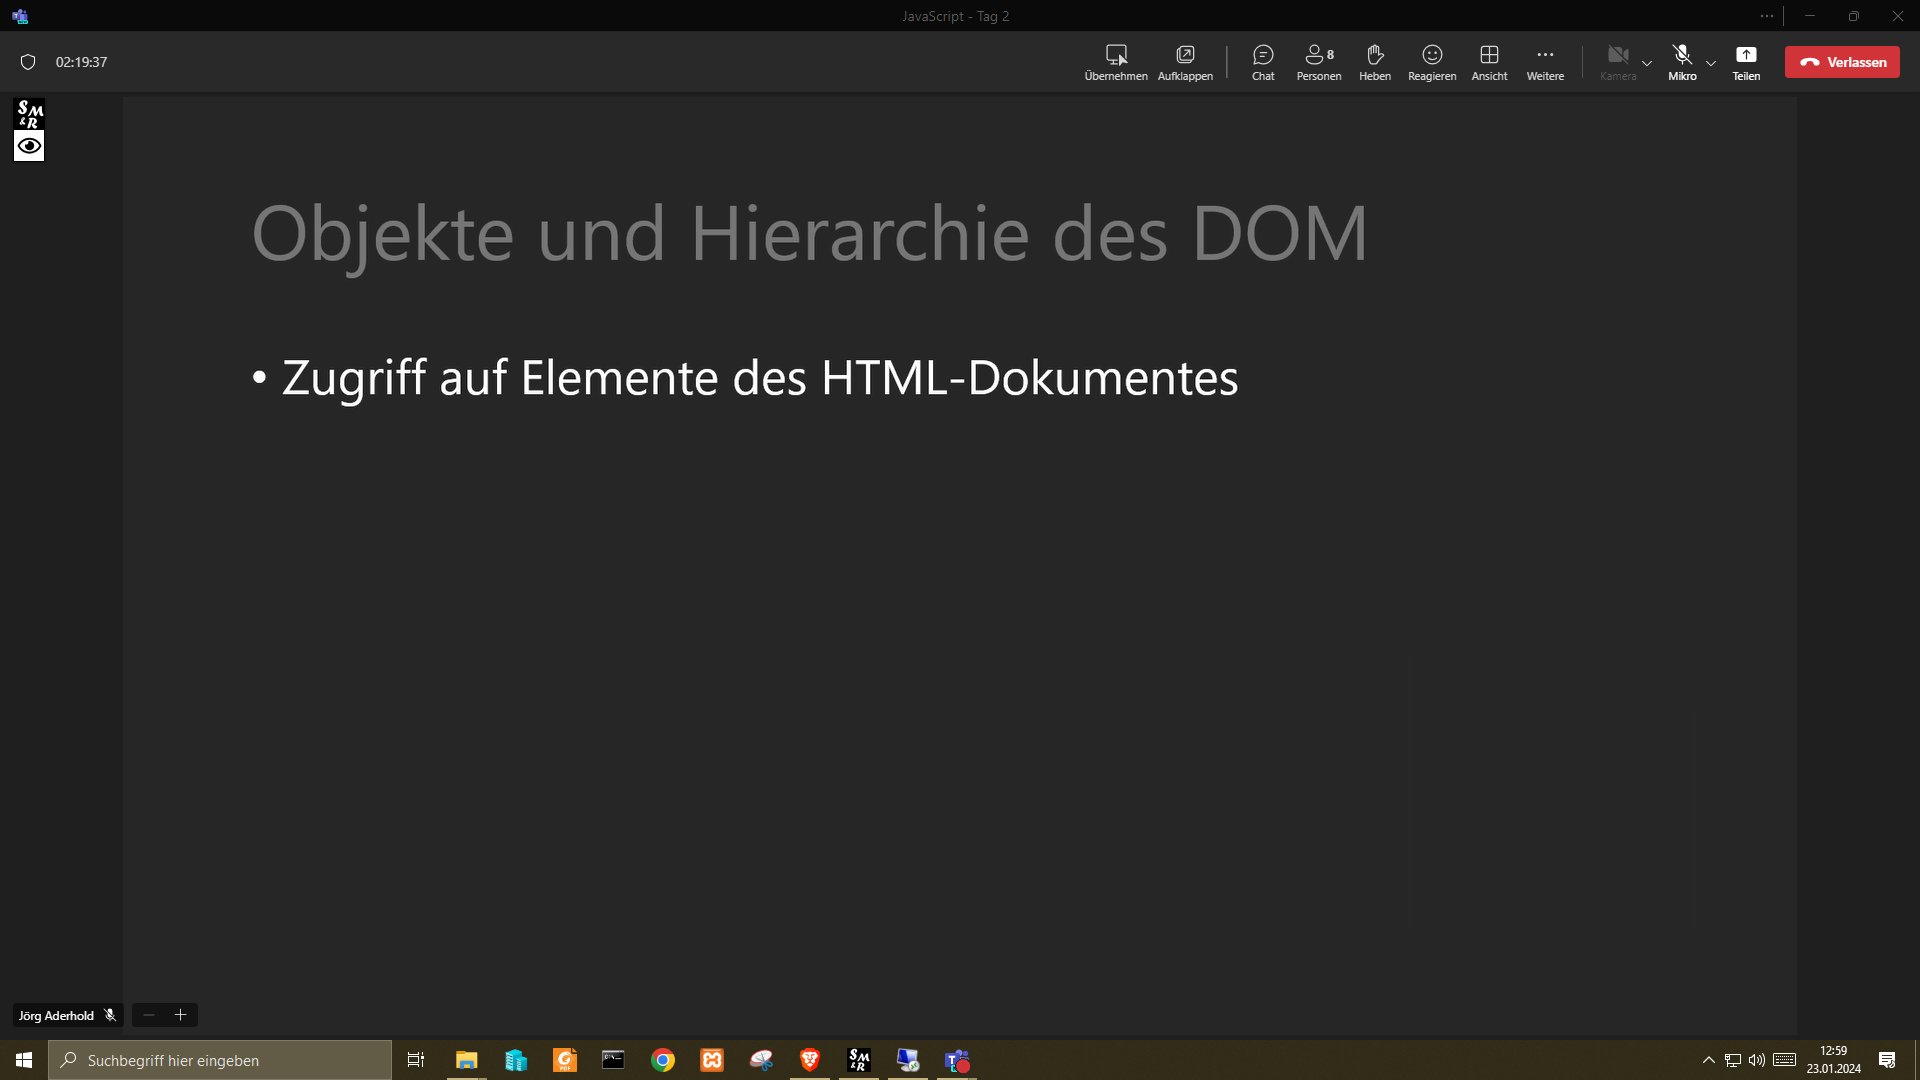 JavaScript - Tag 2
02:19:37
Übernehmen Aufklappen Chat Personen 8 Heben Reagieren Ansicht Weitere Kamera Mikro Teilen Verlassen
S M & R
Objekte und Hierarchie des DOM
• Zugriff auf Elemente des HTML-Dokumentes
Jörg Aderhold
Suchbegriff hier eingeben
PDF
S M & R
12:59
23.01.2024